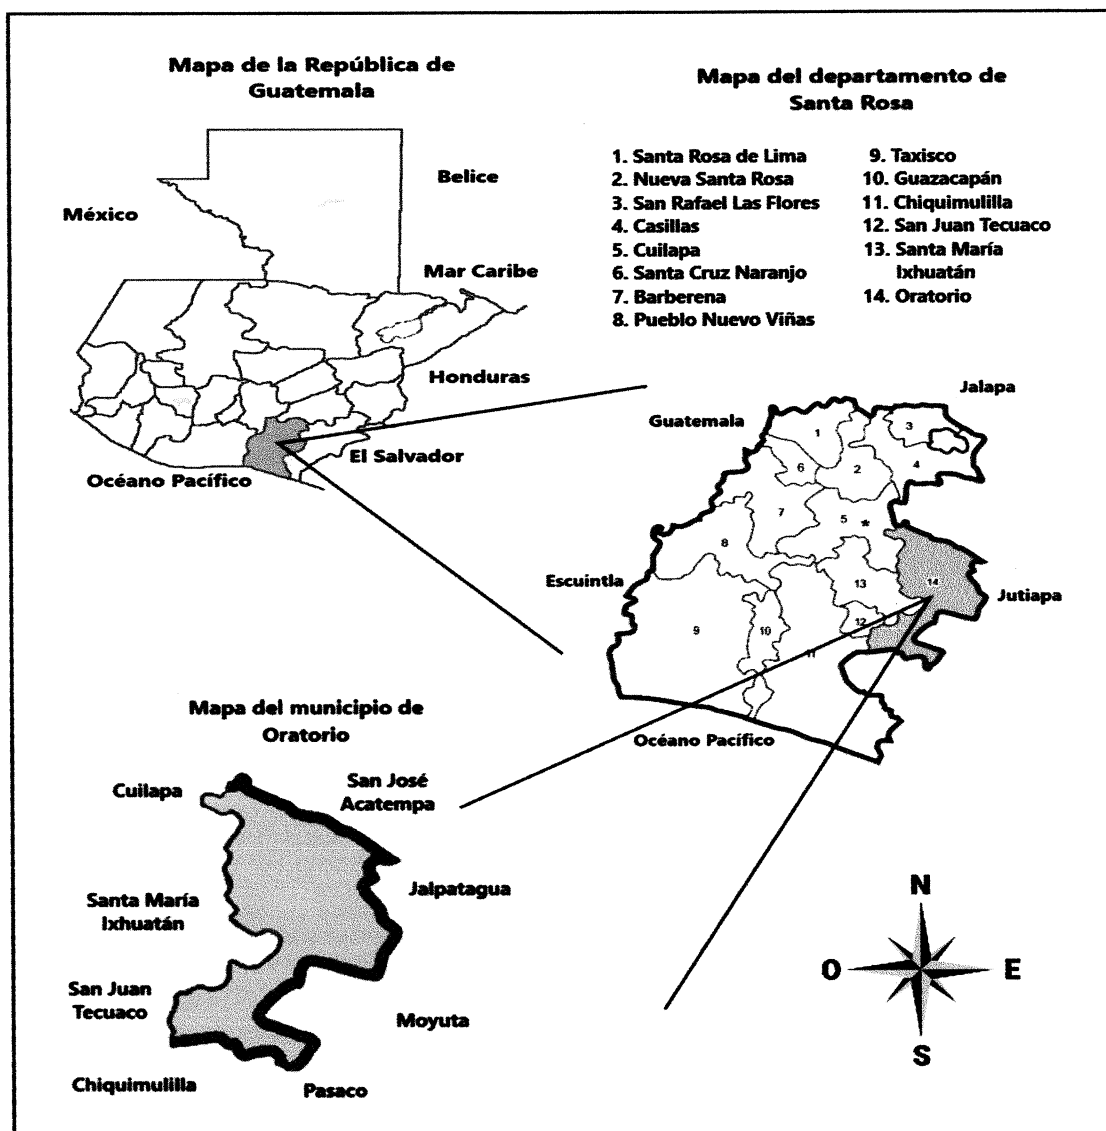 Mapa de la República de
Guatemala
Belice
México
Mar Caribe
Honduras
El Salvador
Océano Pacífico
Mapa del departamento de
Santa Rosa
1. Santa Rosa de Lima
2. Nueva Santa Rosa
3. San Rafael Las Flores
4. Casillas
5. Cuilapa
6. Santa Cruz Naranjo
7. Barberena
8. Pueblo Nuevo Viñas
9. Taxisco
10. Guazacapán
11. Chiquimulilla
12. San Juan Tecuaco
13. Santa María
Ixhuatán
14. Oratorio
Jalapa
Guatemala
1
3
2
4
6
7
5 *
8
14
13
Escuintla
Jutiapa
12
9
10
11
Océano Pacífico
Mapa del municipio de
Oratorio
Cuilapa
San José
Acatempa
Jalpatagua
Santa María
Ixhuatán
San Juan
Tecuaco
Moyuta
Chiquimulilla
Pasaco
N
O
E
S